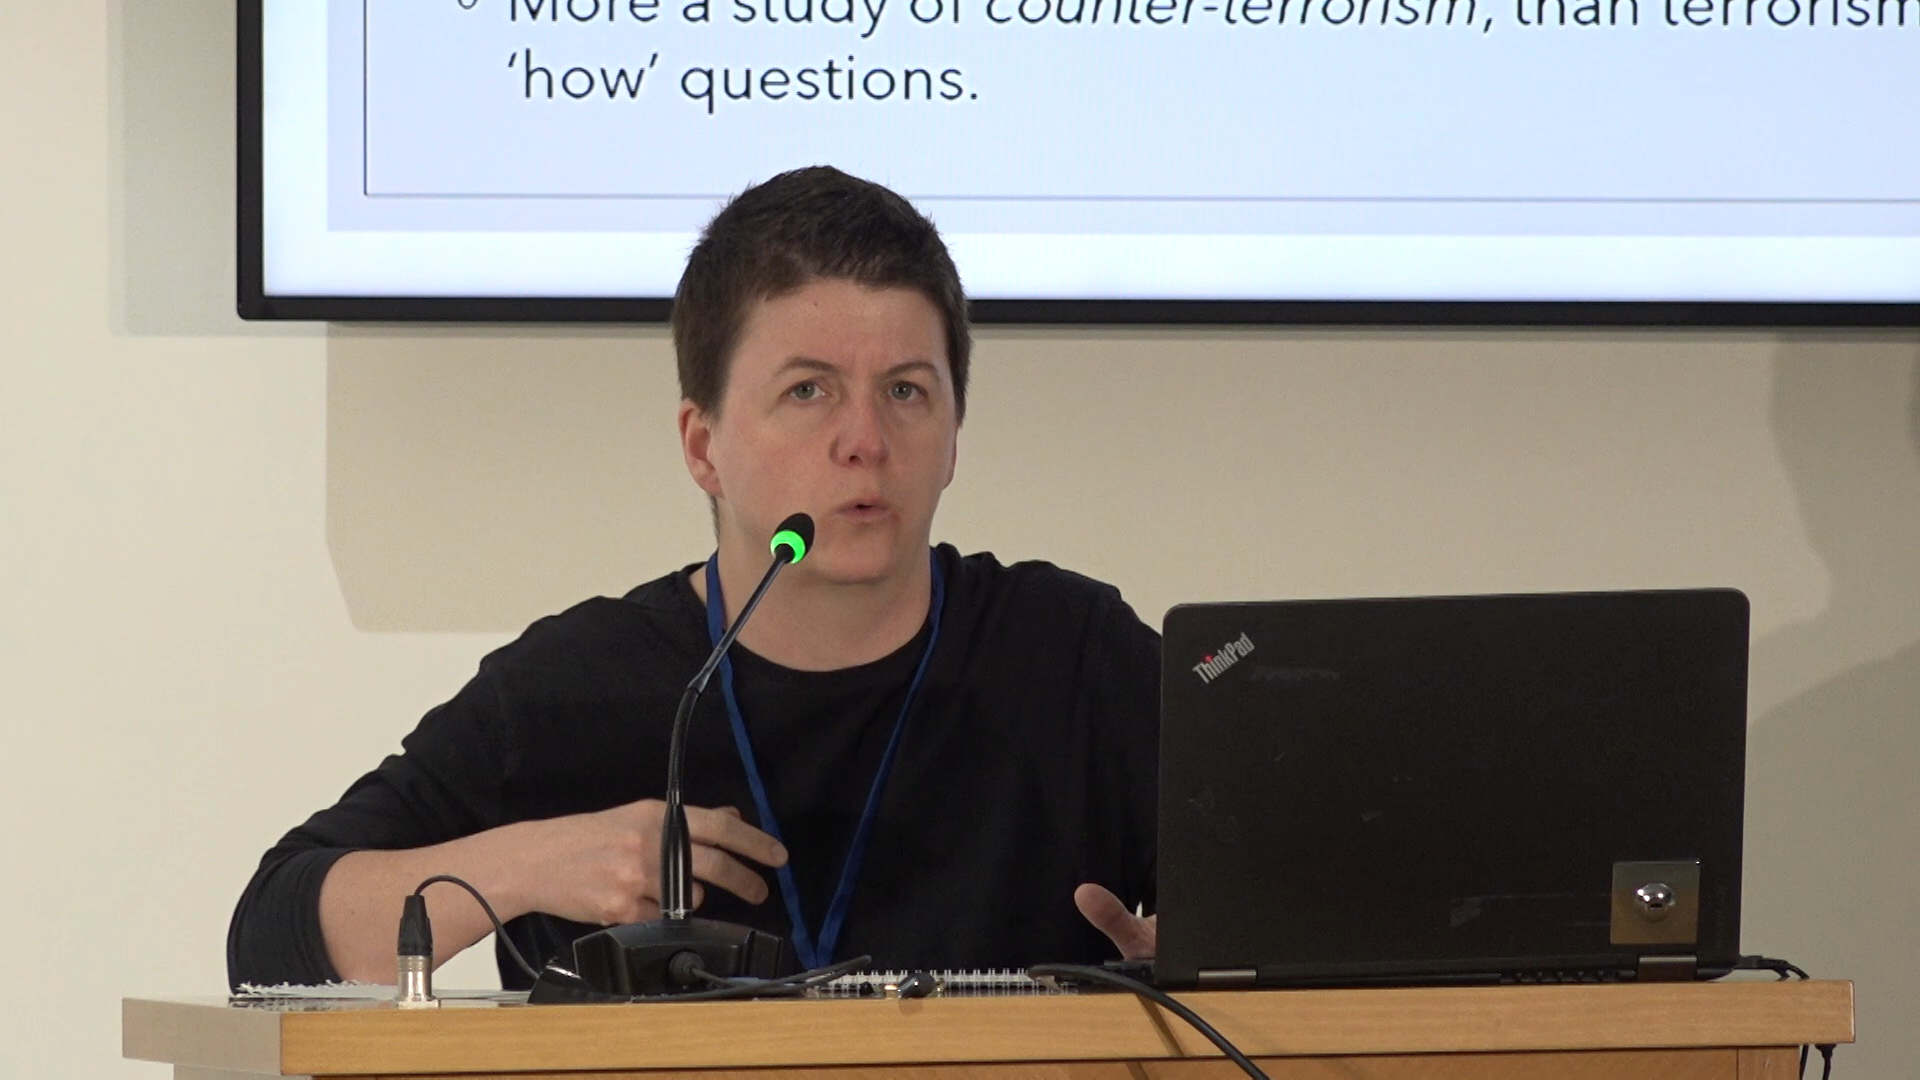 More a study of counter-terrorism, than terrorism
‘how’ questions.
ThinkPad